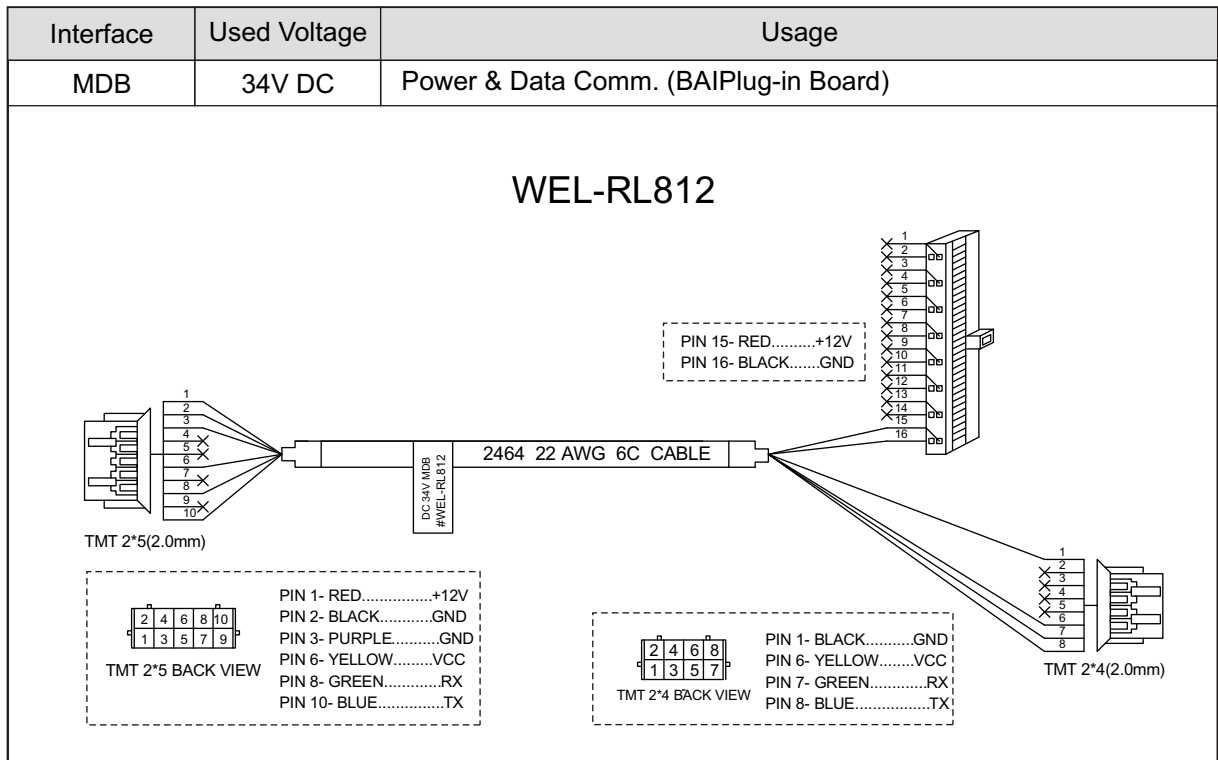 Interface Used Voltage Usage
MDB 34V DC Power & Data Comm. (BAIPlug-in Board)
WEL-RL812
1
2
3
4
5
6
7
8
9
10
11
12
13
14
15
16
PIN 15- RED..........+12V
PIN 16- BLACK.......GND
1
2
3
4
5
6
7
8
9
10
TMT 2*5(2.0mm)
2464 22 AWG 6C CABLE
DC 34V MDB
#WEL-RL812
1
2
3
4
5
6
7
8
TMT 2*4(2.0mm)
2 4 6 8 10
1 3 5 7 9
TMT 2*5 BACK VIEW
PIN 1- RED................+12V
PIN 2- BLACK............GND
PIN 3- PURPLE..........GND
PIN 6- YELLOW.........VCC
PIN 8- GREEN.............RX
PIN 10- BLUE...............TX
2 4 6 8
1 3 5 7
TMT 2*4 BACK VIEW
PIN 1- BLACK...........GND
PIN 6- YELLOW........VCC
PIN 7- GREEN.............RX
PIN 8- BLUE.................TX